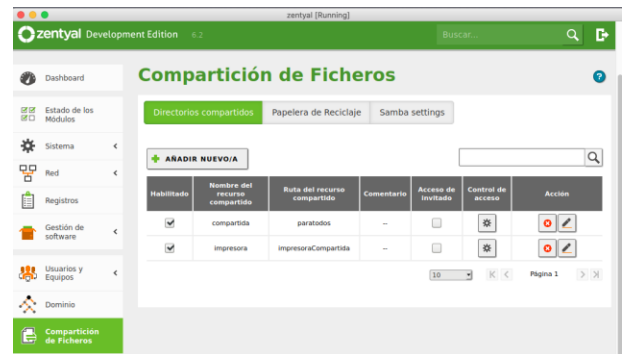 zentyal [Running]
zentyal Development Edition 6.2
Buscar...
Dashboard
Estado de los
Módulos
Sistema
Red
Registros
Gestión de
software
Usuarios y
Equipos
Dominio
Compartición
de Ficheros
Compartición de Ficheros
?
Directorios compartidos Papelera de Reciclaje Samba settings
AÑADIR NUEVO/A
Habilitado Nombre del recurso compartido Ruta del recurso compartido Comentario Acceso de invitado Control de acceso Acción
compartida paratodos --
impresora impresoraCompartida --
10 Página 1